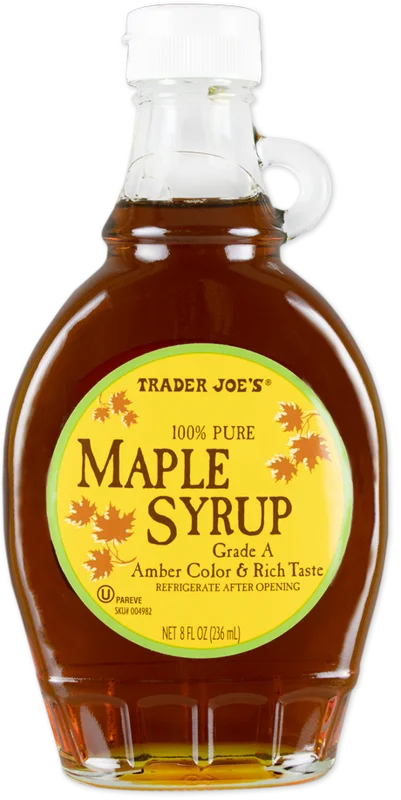 TRADER JOE'S®
100% PURE
MAPLE
SYRUP
Grade A
Amber Color & Rich Taste
REFRIGERATE AFTER OPENING
U PAREVE
SKU# 004982
NET 8 FL OZ (236 mL)